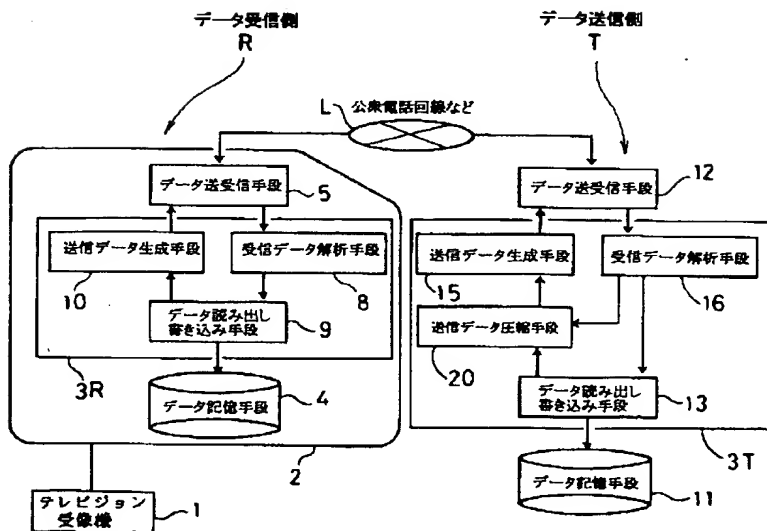 データ受信側
R
データ送信側
T
L
公衆電話回線など
データ送受信手段
5
データ送受信手段
12
送信データ生成手段
10
受信データ解析手段
8
送信データ生成手段
15
受信データ解析手段
16
データ読み出し
書き込み手段
9
送信データ圧縮手段
20
3R
データ記憶手段
4
データ読み出し
書き込み手段
13
2
3T
テレビジョン
受像機
1
データ記憶手段
11